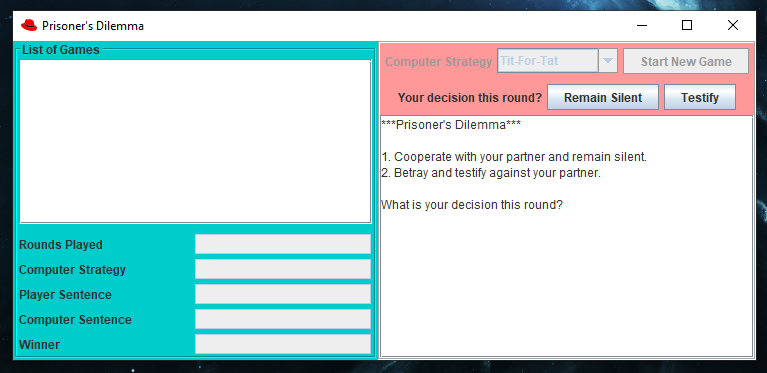 Prisoner's Dilemma
List of Games
Rounds Played
Computer Strategy
Player Sentence
Computer Sentence
Winner
Computer Strategy Tit-For-Tat Start New Game
Your decision this round? Remain Silent Testify
***Prisoner's Dilemma***
1. Cooperate with your partner and remain silent.
2. Betray and testify against your partner.
What is your decision this round?